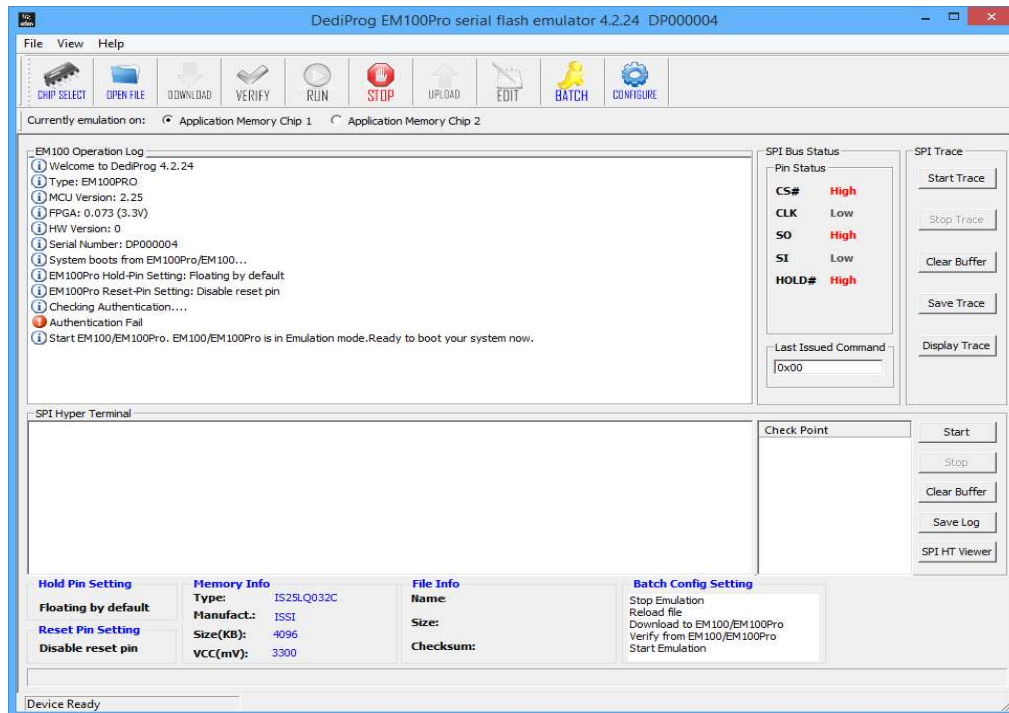 DediProg EM100Pro serial flash emulator 4.2.24 DP000004
File View Help
CHIP SELECT OPEN FILE DOWNLOAD VERIFY RUN STOP UPLOAD EDIT BATCH CONFIGURE
STOP
Currently emulation on: Application Memory Chip 1 Application Memory Chip 2
EM100 Operation Log
Welcome to DediProg 4.2.24
Type: EM100PRO
MCU Version: 2.25
FPGA: 0.073 (3.3V)
HW Version: 0
Serial Number: DP000004
System boots from EM100Pro/EM100...
EM100Pro Hold-Pin Setting: Floating by default
EM100Pro Reset-Pin Setting: Disable reset pin
Checking Authentication....
Authentication Fail
Start EM100/EM100Pro. EM100/EM100Pro is in Emulation mode.Ready to boot your system now.
SPI Bus Status
Pin Status
CS# High
CLK Low
SO High
SI Low
HOLD# High
Last Issued Command
0x00
SPI Trace
Start Trace
Stop Trace
Clear Buffer
Save Trace
Display Trace
SPI Hyper Terminal
Check Point
Start
Stop
Clear Buffer
Save Log
SPI HT Viewer
Hold Pin Setting
Floating by default
Reset Pin Setting
Disable reset pin
Memory Info
Type: IS25LQ032C
Manufact.: ISSI
Size(KB): 4096
VCC(mV): 3300
File Info
Name:
Size:
Checksum:
Batch Config Setting
Stop Emulation
Reload file
Download to EM100/EM100Pro
Verify from EM100/EM100Pro
Start Emulation
Device Ready